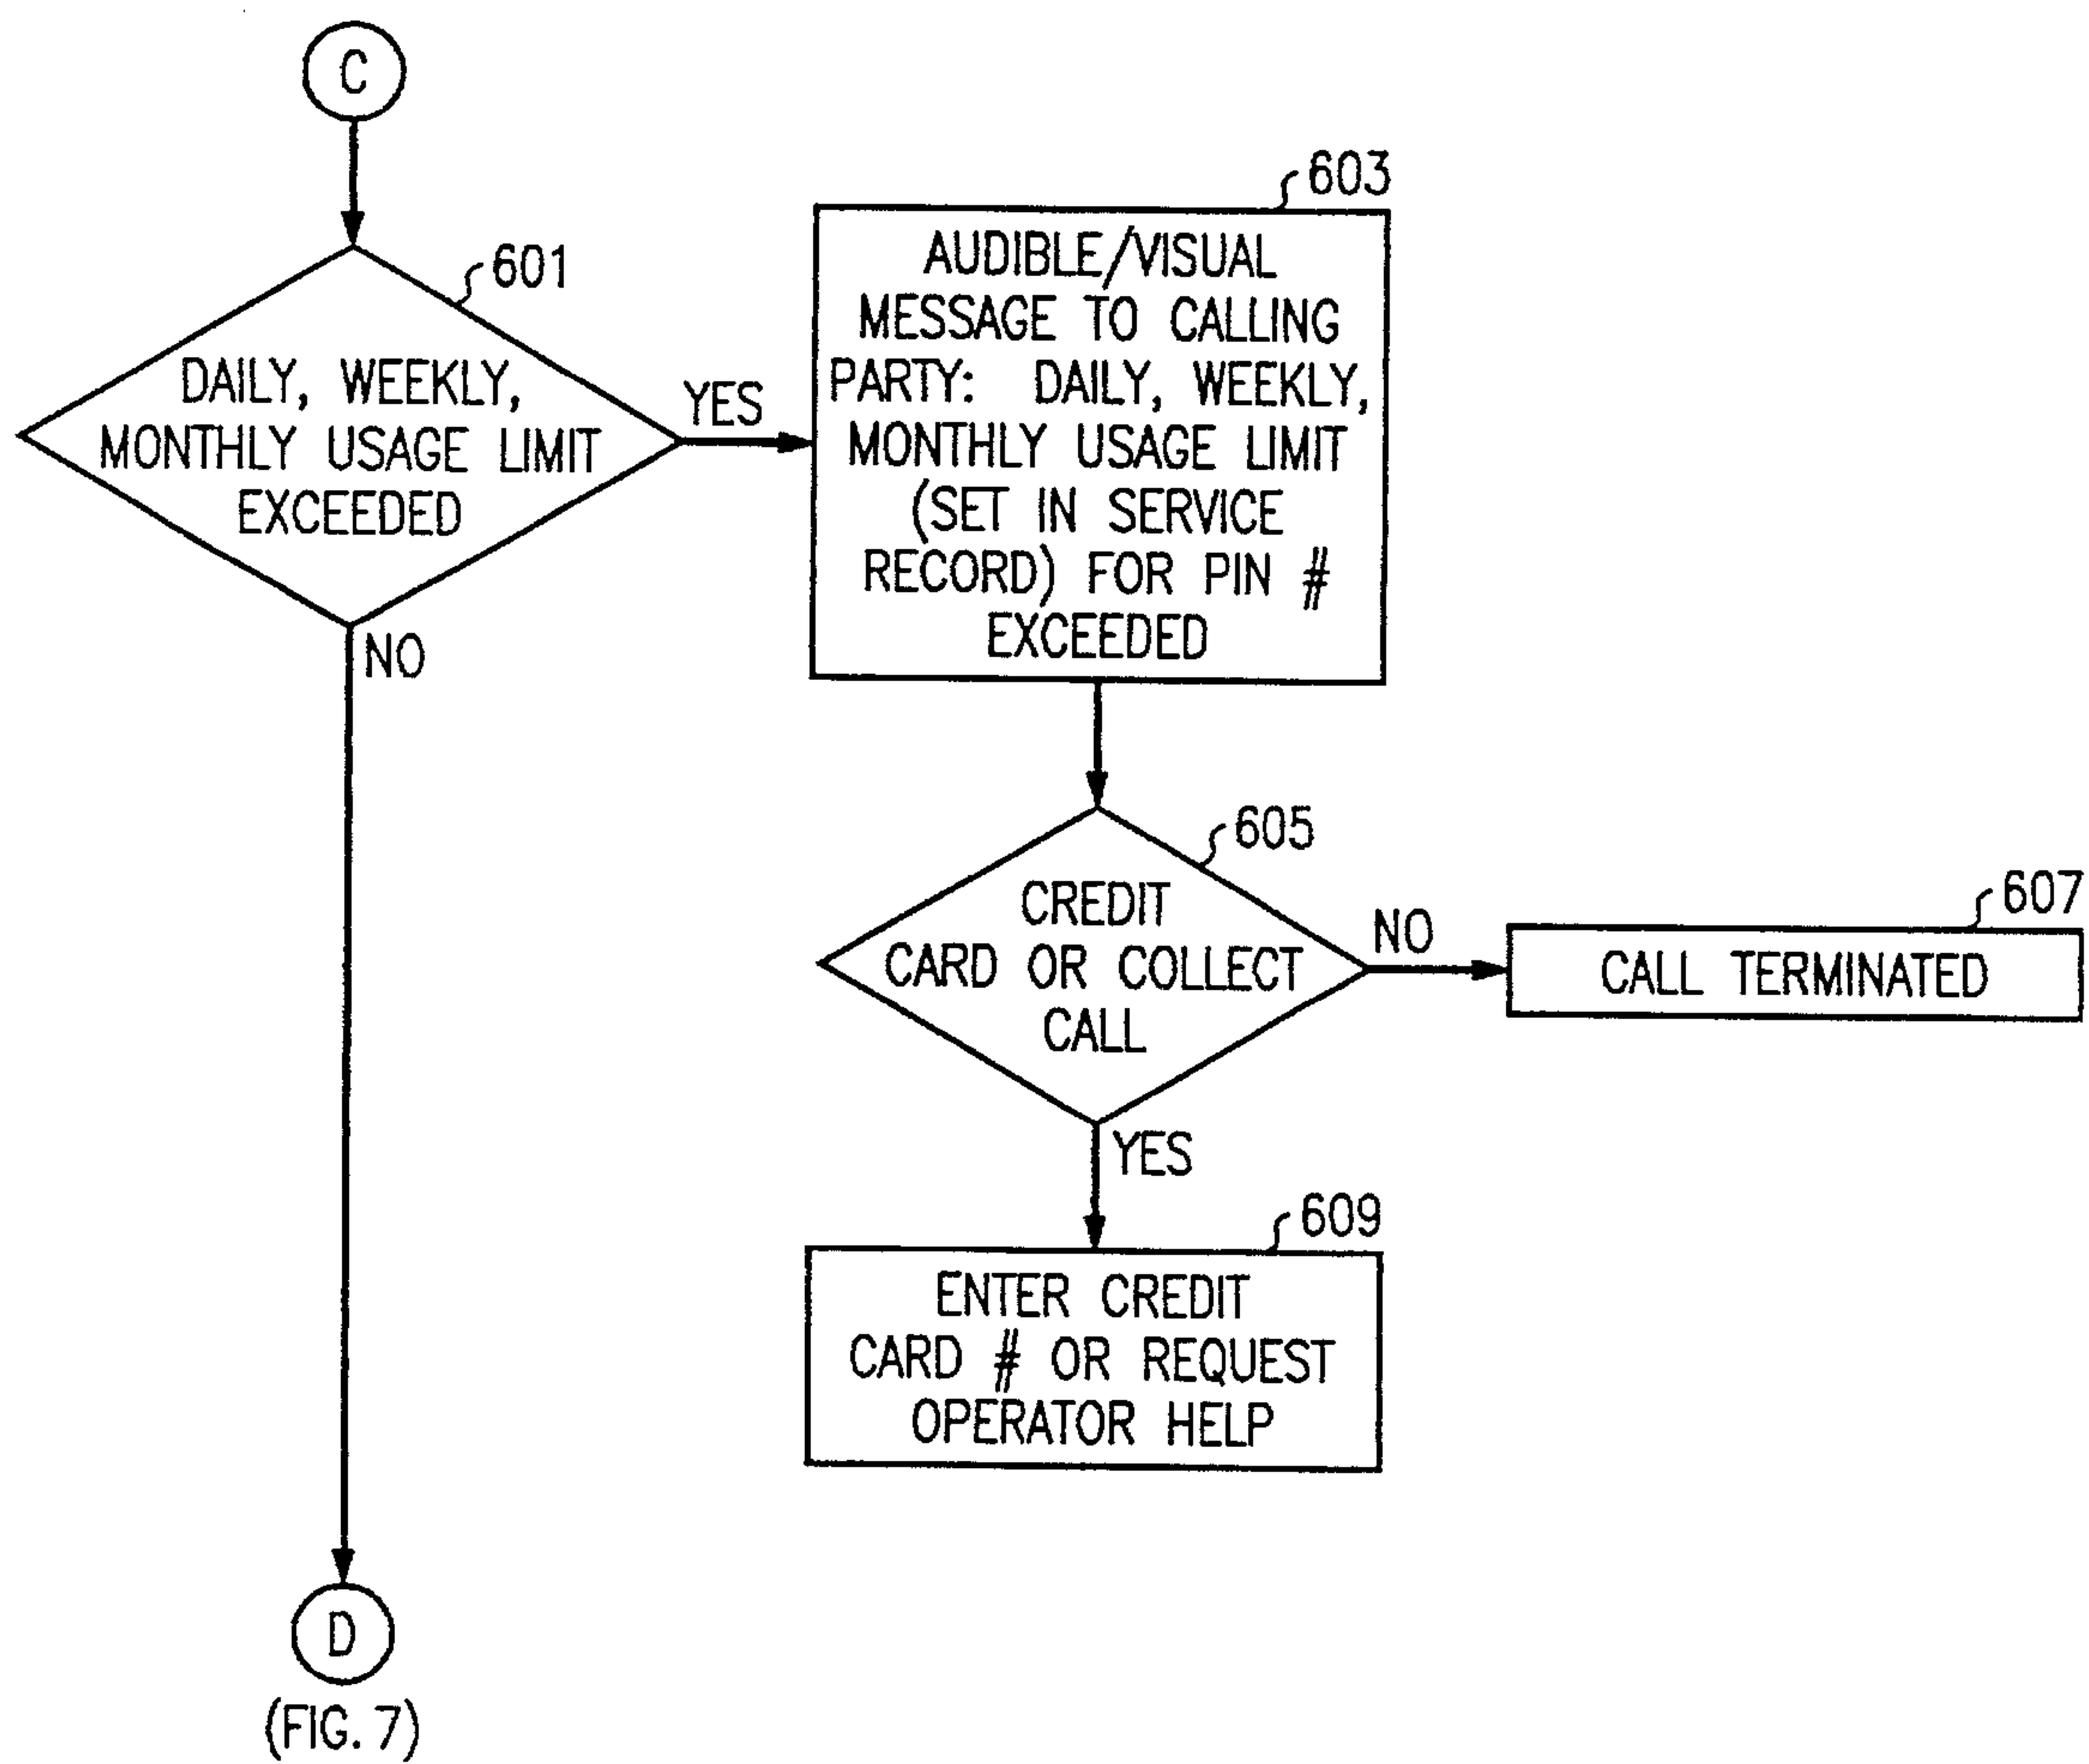 C
601
DAILY, WEEKLY,
MONTHLY USAGE LIMIT
EXCEEDED
YES
NO
603
AUDIBLE/VISUAL
MESSAGE TO CALLING
PARTY: DAILY, WEEKLY,
MONTHLY USAGE LIMIT
(SET IN SERVICE
RECORD) FOR PIN #
EXCEEDED
605
CREDIT
CARD OR COLLECT
CALL
NO
607
CALL TERMINATED
YES
609
ENTER CREDIT
CARD # OR REQUEST
OPERATOR HELP
D
(FIG. 7)